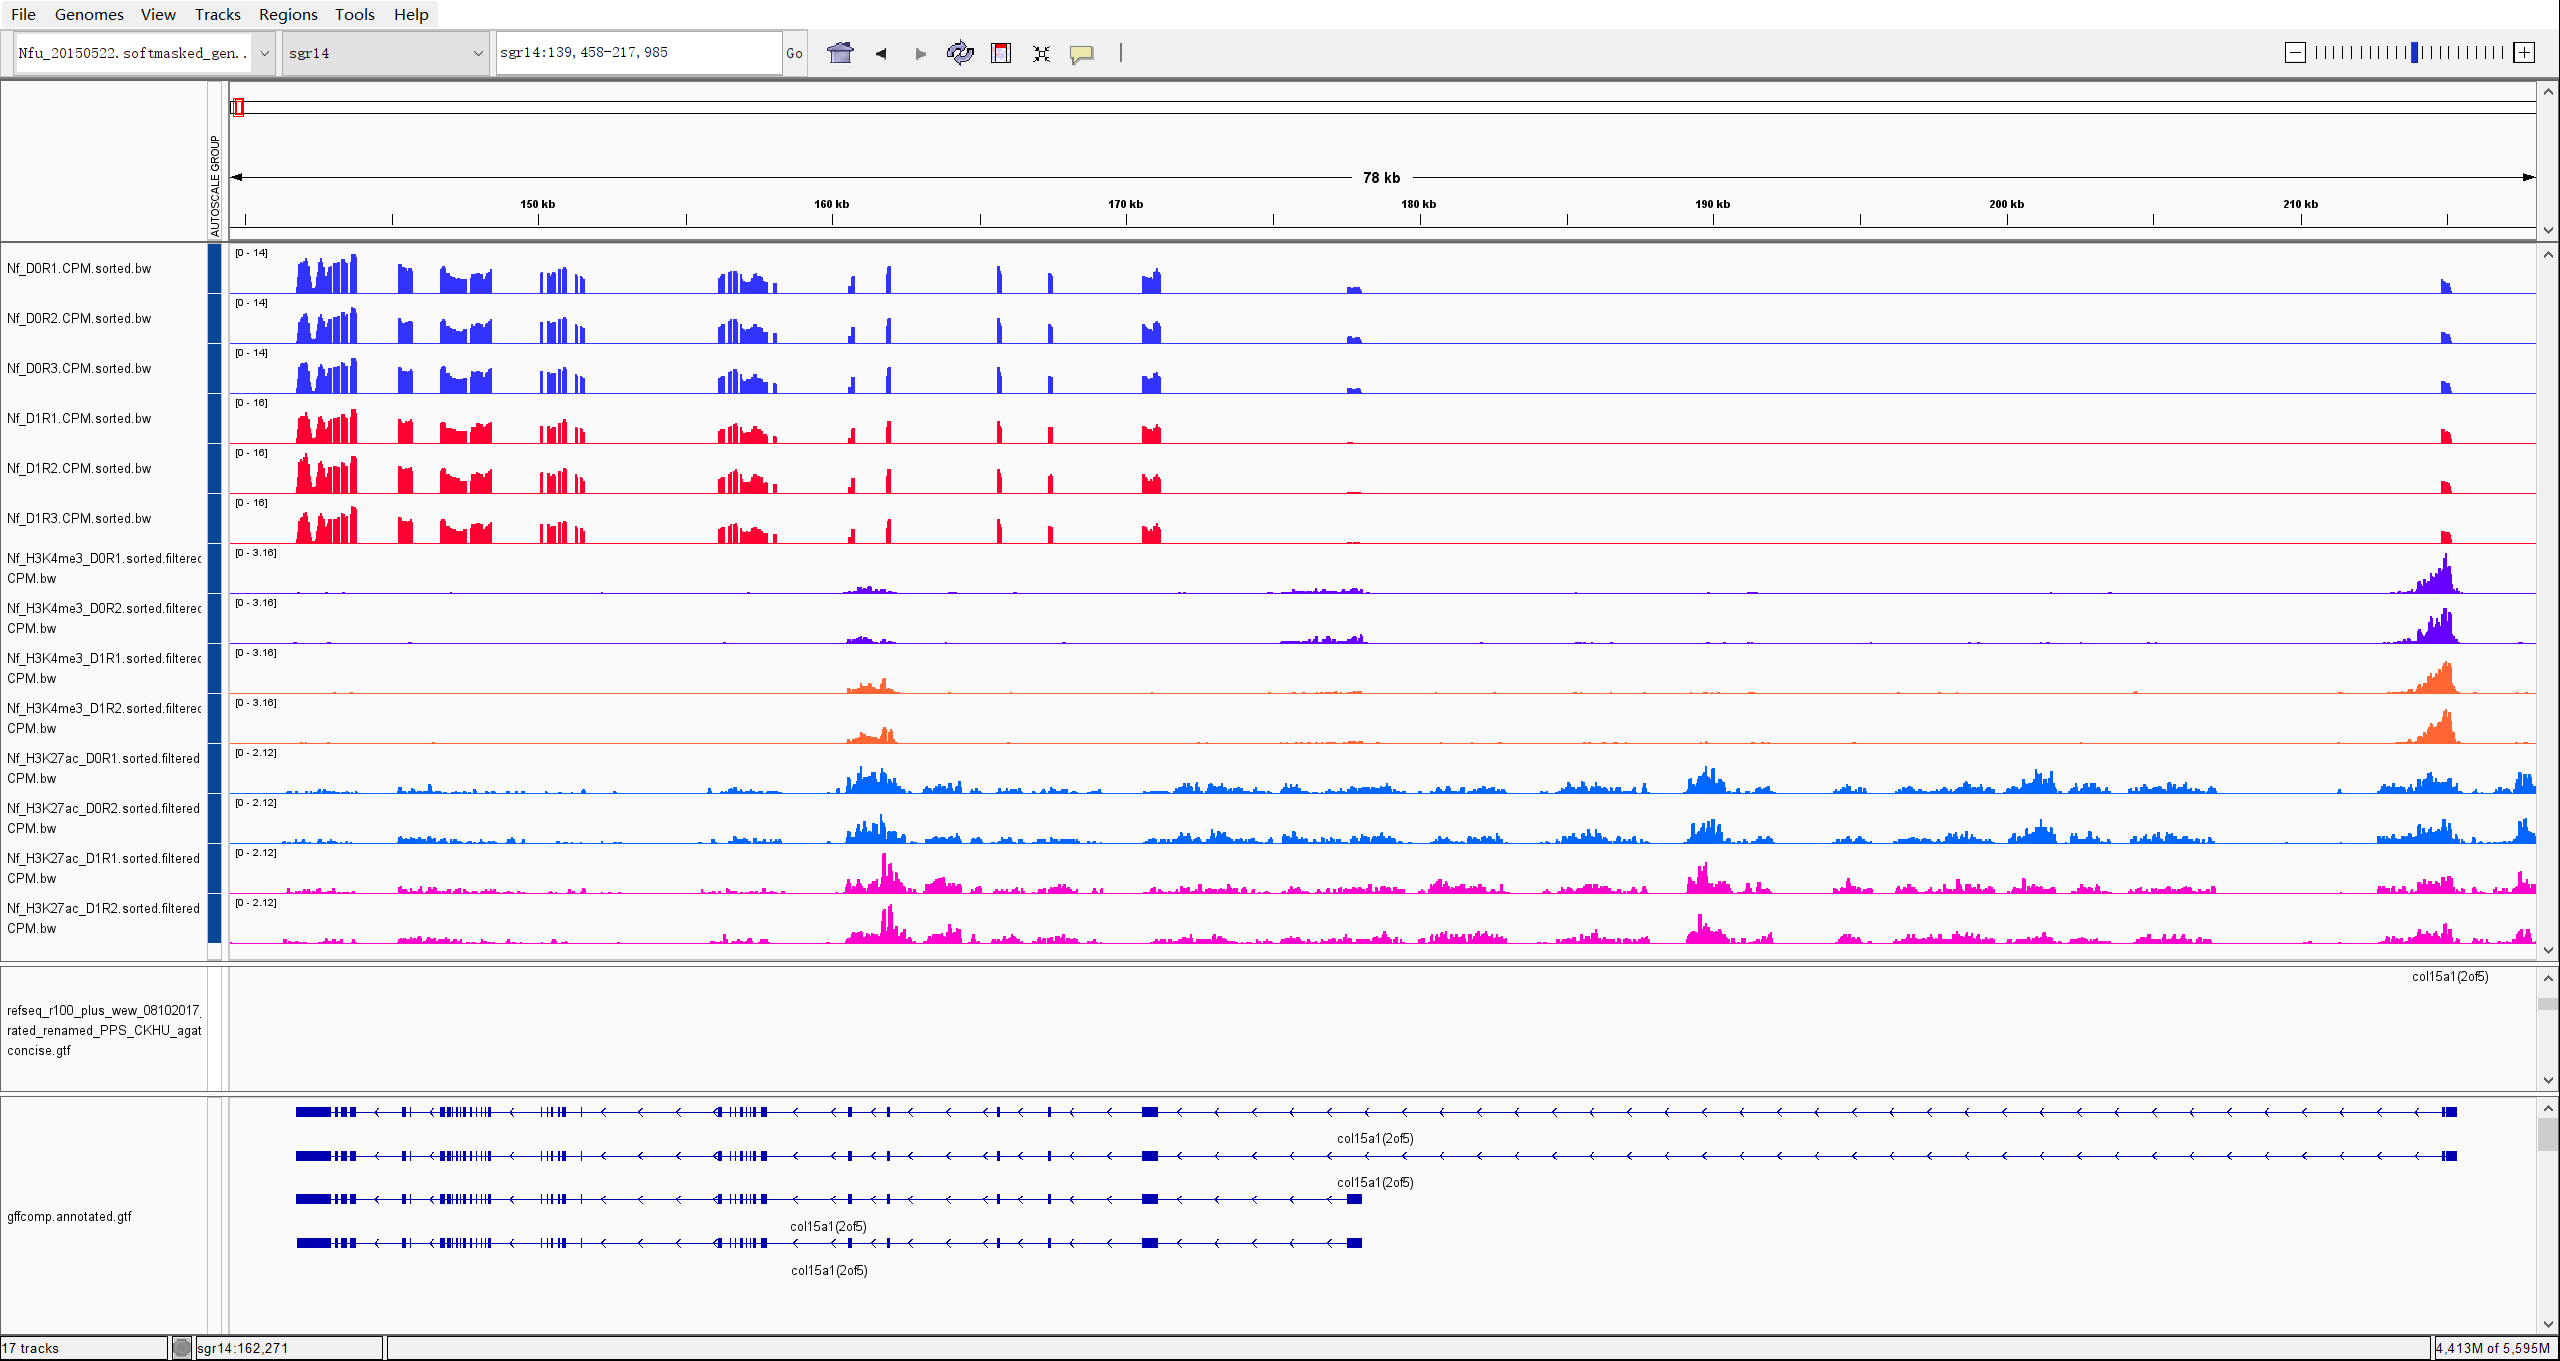 File Genomes View Tracks Regions Tools Help
Nfu_20150522.softmasked_gen.. sgr14 sgr14:139,458-217,985 Go
AUTOSCALE GROUP
78 kb
150 kb 160 kb 170 kb 180 kb 190 kb 200 kb 210 kb
Nf_D0R1.CPM.sorted.bw [0 - 14]
Nf_D0R2.CPM.sorted.bw [0 - 14]
Nf_D0R3.CPM.sorted.bw [0 - 14]
Nf_D1R1.CPM.sorted.bw [0 - 16]
Nf_D1R2.CPM.sorted.bw [0 - 16]
Nf_D1R3.CPM.sorted.bw [0 - 16]
Nf_H3K4me3_D0R1.sorted.filtered [0 - 3.16]
CPM.bw
Nf_H3K4me3_D0R2.sorted.filtered [0 - 3.16]
CPM.bw
Nf_H3K4me3_D1R1.sorted.filtered [0 - 3.16]
CPM.bw
Nf_H3K4me3_D1R2.sorted.filtered [0 - 3.16]
CPM.bw
Nf_H3K27ac_D0R1.sorted.filtered [0 - 2.12]
CPM.bw
Nf_H3K27ac_D0R2.sorted.filtered [0 - 2.12]
CPM.bw
Nf_H3K27ac_D1R1.sorted.filtered [0 - 2.12]
CPM.bw
Nf_H3K27ac_D1R2.sorted.filtered [0 - 2.12]
CPM.bw
col15a1(2of5)
refseq_r100_plus_wew_08102017_
rated_renamed_PPS_CKHU_agat
concise.gtf
col15a1(2of5)
col15a1(2of5)
gffcomp.annotated.gtf
col15a1(2of5)
col15a1(2of5)
17 tracks sgr14:162,271 4,413M of 5,595M